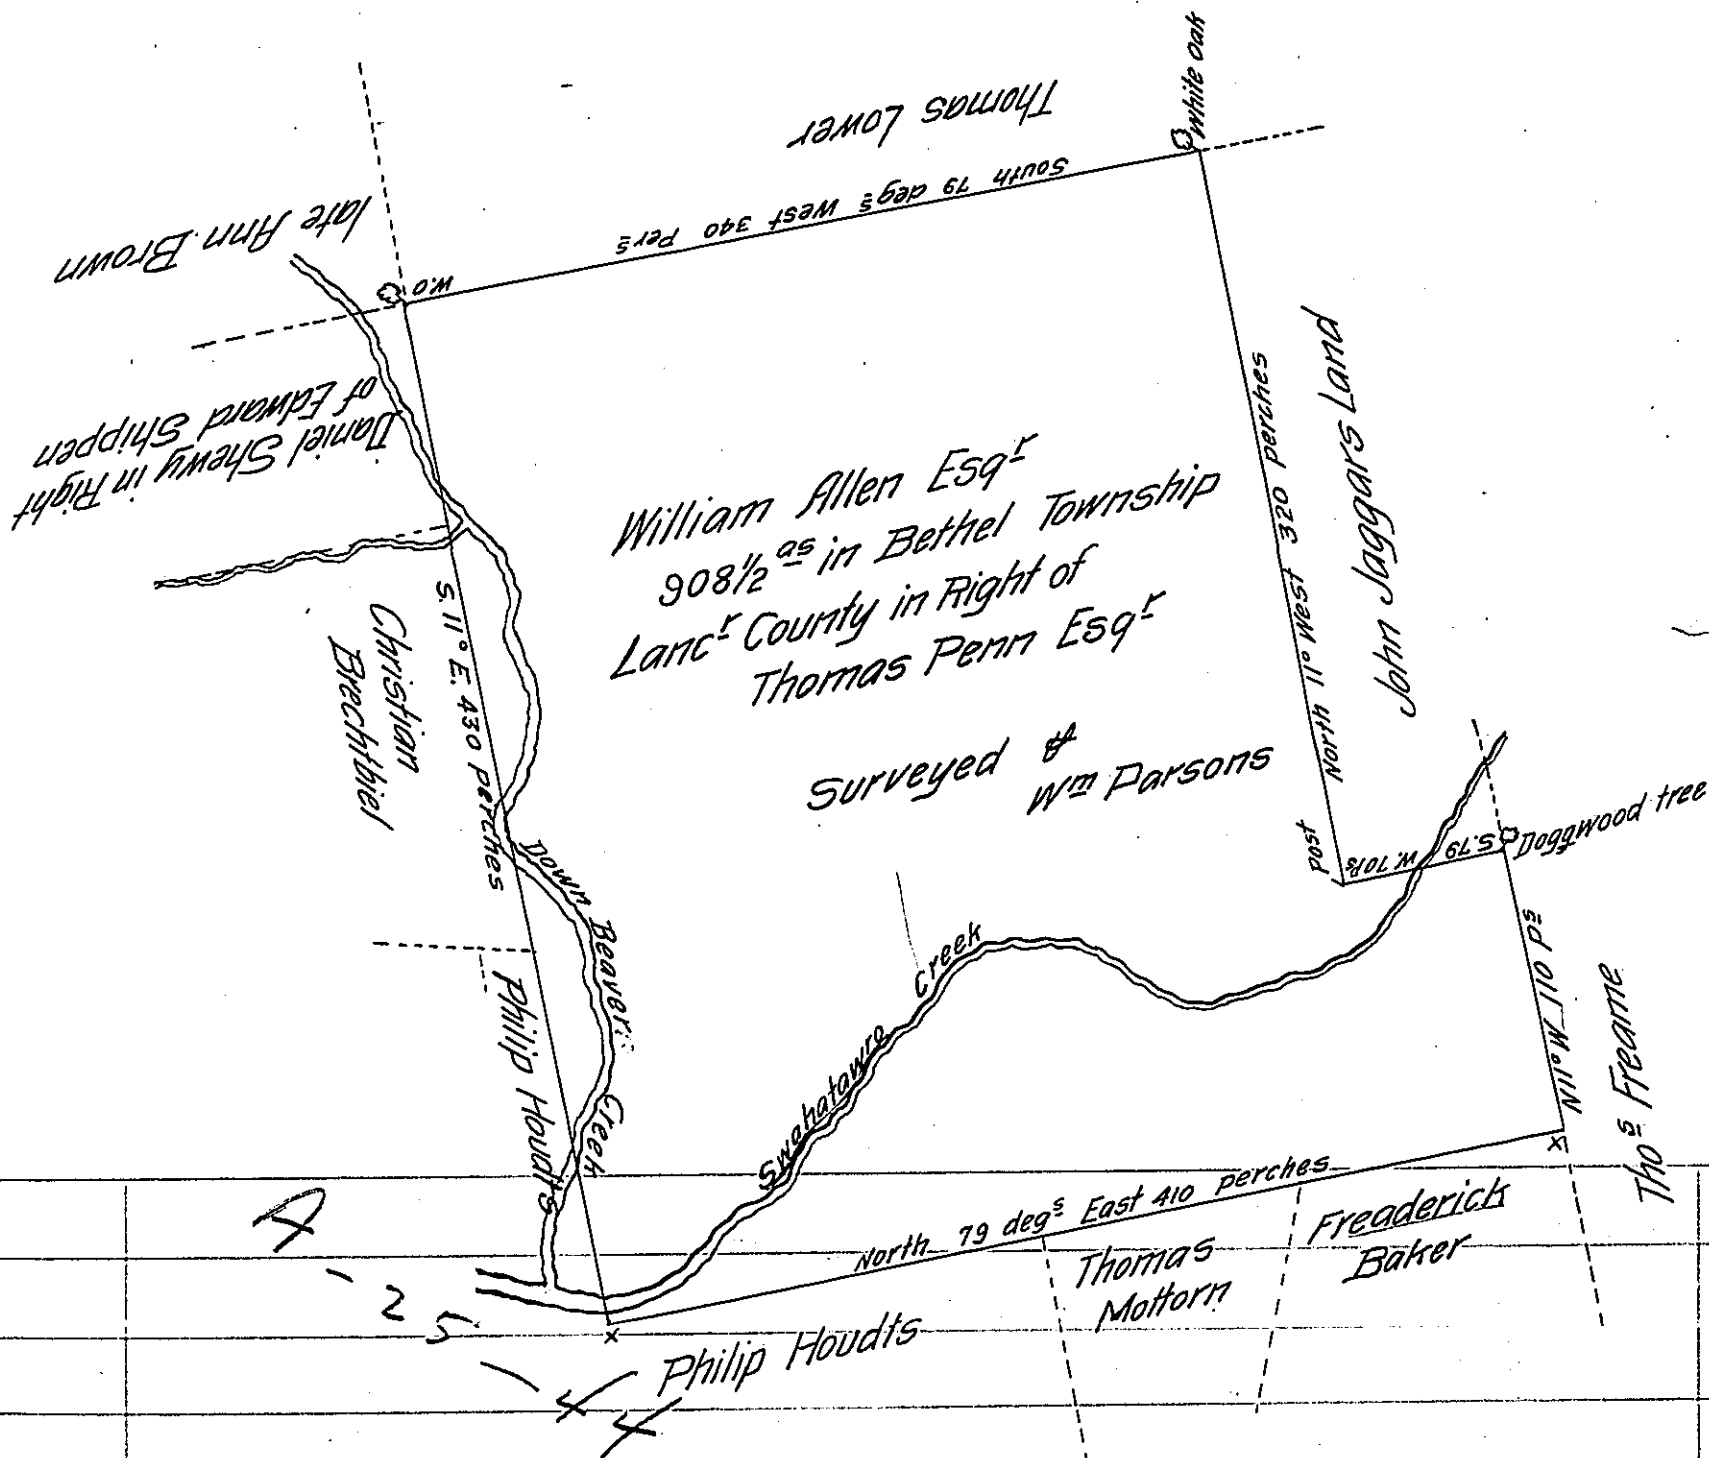 White Oak
Thomas Lower
South 79 degs West 340 Pers
late Ann Brown
W.O
Daniel Shewy in Right
of Edward Shippen
William Allen Esqr
908 1/2 as in Bethel Township
Lancr County in Right of
Thomas Penn Esqr
Surveyed
Wm Parsons
North 11° West 320 perches
John Jaggars Land
S. 11° E. 430 Perches
Christian
Brechtbiel
post
S. 79 W. 70 Ps
Doggwood tree
Down Beaver Creek
Swahatawro Creek
Philip Houdts
N 11° W 110 Ps
Thos Freame
North 79 degs East 410 perches
Freaderick
Baker
Thomas
Mottorn
Philip Houdts
x
x
A
- 25
- 44